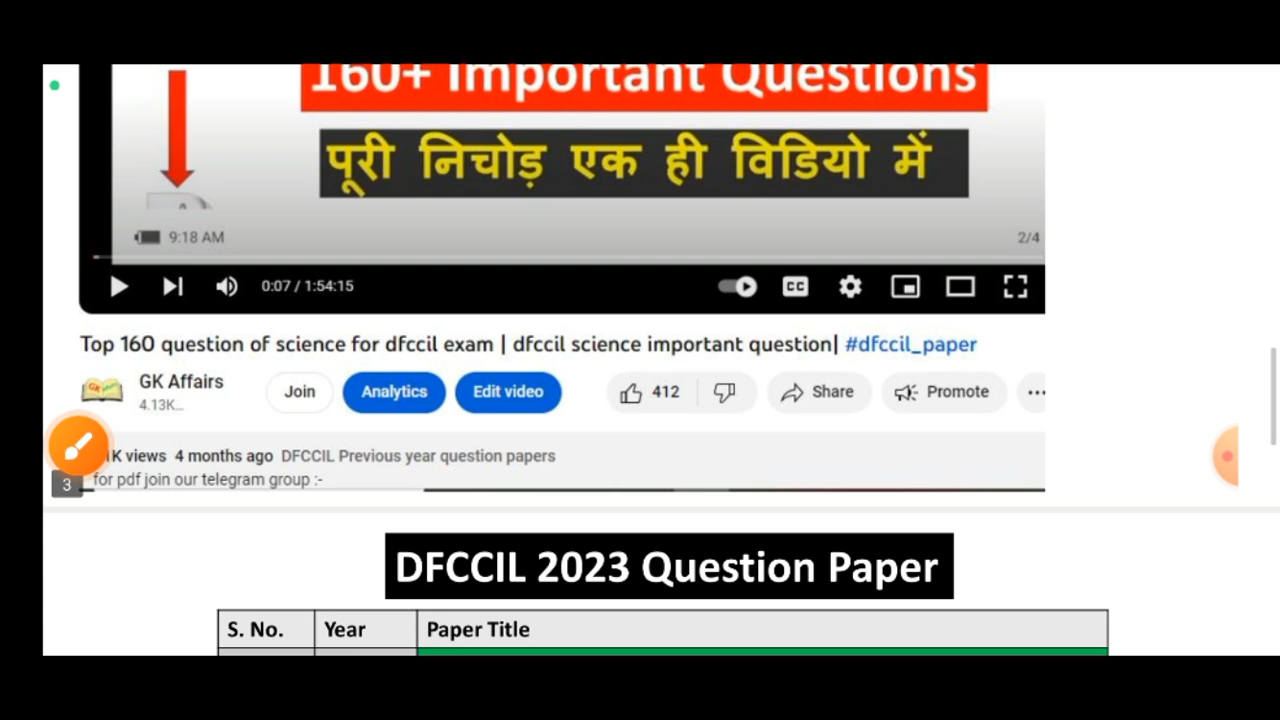 160+ Important Questions
पूरी निचोड़ एक ही विडियो में
9:18 AM
2/4
0:07 / 1:54:15
CC
Top 160 question of science for dfccil exam | dfccil science important question| #dfccil_paper
GK Affairs
4.13K...
Join
Analytics
Edit video
412
Share
Promote
...
1K views 4 months ago DFCCIL Previous year question papers
for pdf join our telegram group :-
3
DFCCIL 2023 Question Paper
S. No. Year Paper Title